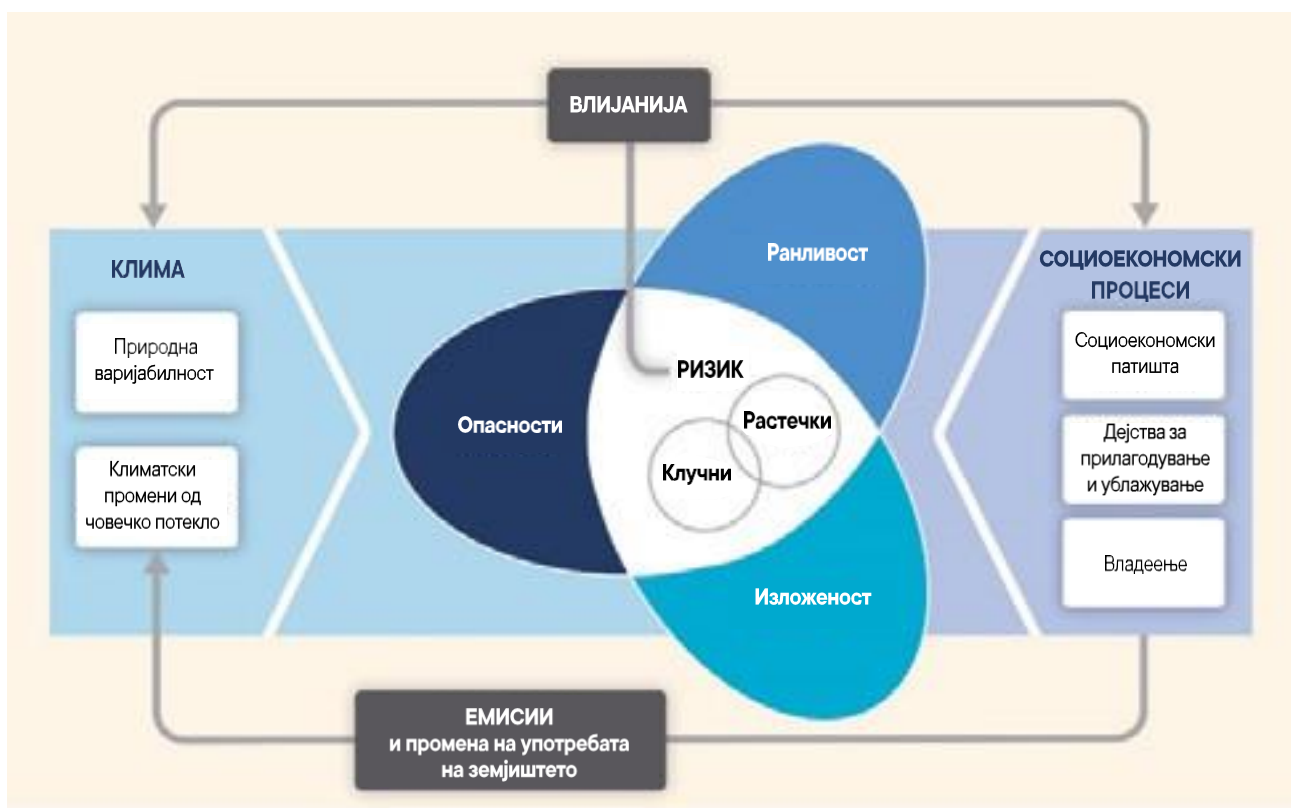 ВЛИЈАНИЈА
КЛИМА
Природна
варијабилност
Климатски
промени од
човечко потекло
Опасности
Ранливост
РИЗИК
Растечки
Клучни
Изложеност
СОЦИОЕКОНОМСКИ
ПРОЦЕСИ
Социоекономски
патишта
Дејства за
прилагодување
и ублажување
Владеење
ЕМИСИИ
и промена на употребата
на земјиштето